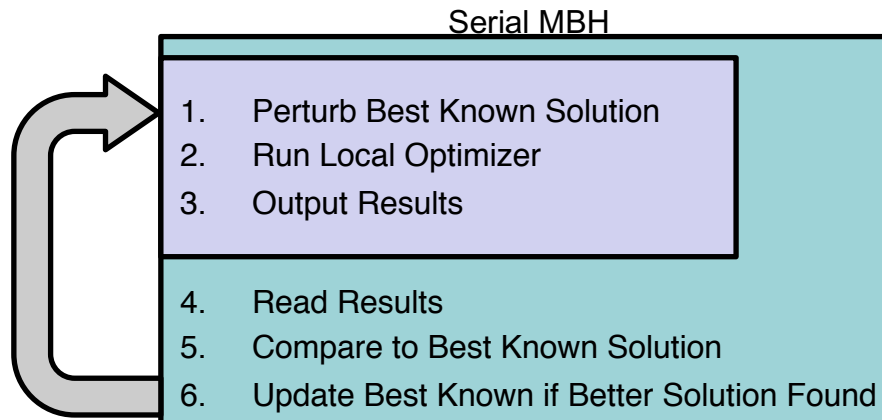 Serial MBH
1. Perturb Best Known Solution
2. Run Local Optimizer
3. Output Results
4. Read Results
5. Compare to Best Known Solution
6. Update Best Known if Better Solution Found